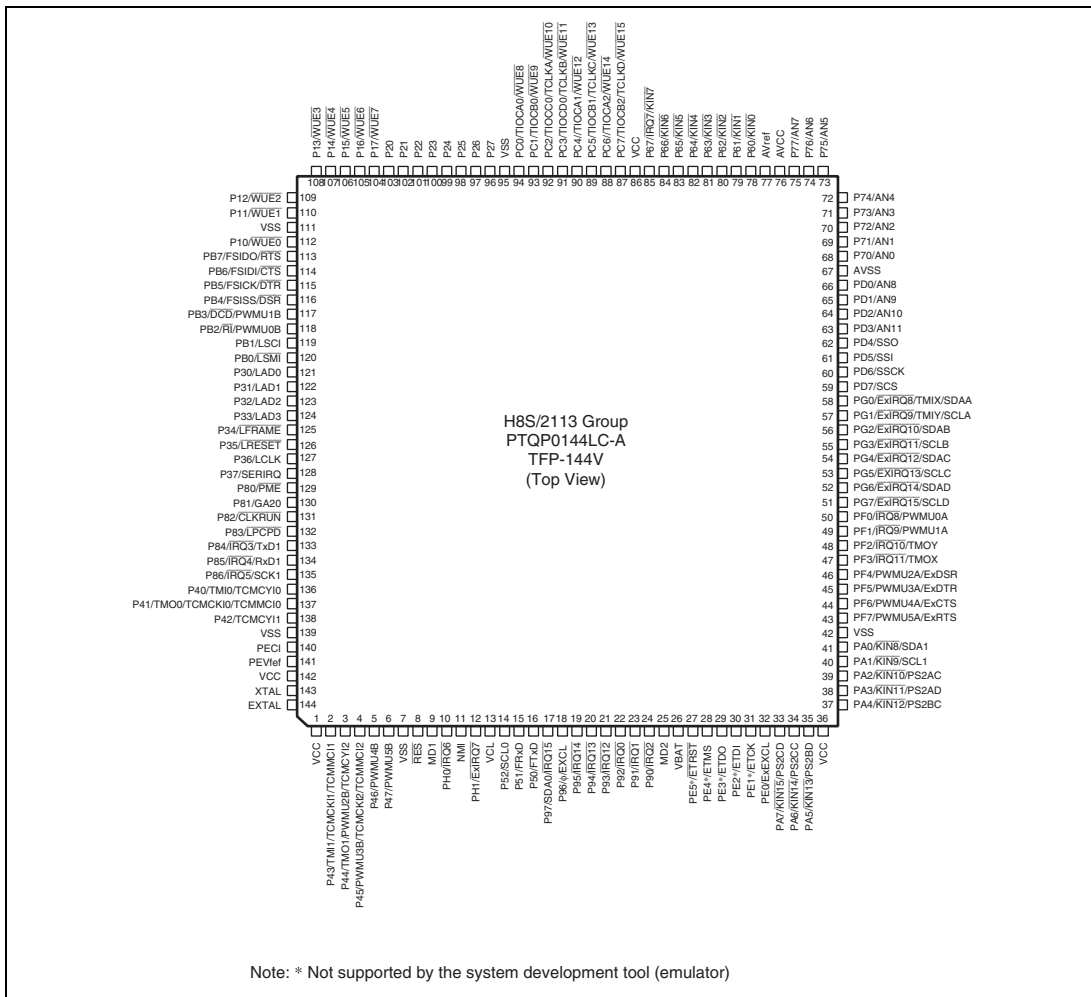 P13/WUE3
P14/WUE4
P15/WUE5
P16/WUE6
P17/WUE7
P20
P21
P22
P23
P24
P25
P26
P27
VSS
PC0/TIOCA0/WUE8
PC1/TIOCB0/WUE9
PC2/TIOCC0/TCLKA/WUE10
PC3/TIOCD0/TCLKB/WUE11
PC4//TIOCA1/WUE12
PC5/TIOCB1/TCLKC/WUE13
PC6//TIOCA2/WUE14
PC7/TIOCB2/TCLKD/WUE15
VCC
P67/IRQ7/KIN7
P66/KIN6
P65/KIN5
P64/KIN4
P63/KIN3
P62/KIN2
P61/KIN1
P60/KIN0
AVref
AVCC
P77/AN7
P76/AN6
P75/AN5
108 107 106 105 104 103 102 101 100 99 98 97 96 95 94 93 92 91 90 89 88 87 86 85 84 83 82 81 80 79 78 77 76 75 74 73
P12/WUE2 109
P11/WUE1 110
VSS 111
P10/WUE0 112
PB7/FSIDO/RTS 113
PB6/FSIDI/CTS 114
PB5/FSICK/DTR 115
PB4/FSISS/DSR 116
PB3/DCD/PWMU1B 117
PB2/RI/PWMU0B 118
PB1/LSCI 119
PB0/LSMI 120
P30/LAD0 121
P31/LAD1 122
P32/LAD2 123
P33/LAD3 124
P34/LFRAME 125
P35/LRESET 126
P36/LCLK 127
P37/SERIRQ 128
P80/PME 129
P81/GA20 130
P82/CLKRUN 131
P83/LPCPD 132
P84/IRQ3/TxD1 133
P85/IRQ4/RxD1 134
P86/IRQ5/SCK1 135
P40/TMI0/TCMCYI0 136
P41/TMO0/TCMCKI0/TCMMCI0 137
P42/TCMCYI1 138
VSS 139
PECI 140
PEVfef 141
VCC 142
XTAL 143
EXTAL 144
H8S/2113 Group
PTQP0144LC-A
TFP-144V
(Top View)
72 P74/AN4
71 P73/AN3
70 P72/AN2
69 P71/AN1
68 P70/AN0
67 AVSS
66 PD0/AN8
65 PD1/AN9
64 PD2/AN10
63 PD3/AN11
62 PD4/SSO
61 PD5/SSI
60 PD6/SSCK
59 PD7/SCS
58 PG0/ExIRQ8/TMIX/SDAA
57 PG1/ExIRQ9/TMIY/SCLA
56 PG2/ExIRQ10/SDAB
55 PG3/ExIRQ11/SCLB
54 PG4/ExIRQ12/SDAC
53 PG5/EXIRQ13/SCLC
52 PG6/ExIRQ14/SDAD
51 PG7/ExIRQ15/SCLD
50 PF0/IRQ8/PWMU0A
49 PF1/IRQ9/PWMU1A
48 PF2/IRQ10/TMOY
47 PF3/IRQ11/TMOX
46 PF4/PWMU2A/ExDSR
45 PF5/PWMU3A/ExDTR
44 PF6/PWMU4A/ExCTS
43 PF7/PWMU5A/ExRTS
42 VSS
41 PA0/KIN8/SDA1
40 PA1/KIN9/SCL1
39 PA2/KIN10/PS2AC
38 PA3/KIN11/PS2AD
37 PA4/KIN12/PS2BC
1 2 3 4 5 6 7 8 9 10 11 12 13 14 15 16 17 18 19 20 21 22 23 24 25 26 27 28 29 30 31 32 33 34 35 36
VCC
P43/TMI1/TCMCKI1/TCMMCI1
P44/TMO1/PWMU2B/TCMCYI2
P45/PWMU3B/TCMCKI2/TCMMCI2
P46/PWMU4B
P47/PWMU5B
VSS
RES
MD1
PH0/IRQ6
NMI
PH1/ExIRQ7
VCL
P52/SCL0
P51/FRxD
P50/FTxD
P97/SDA0/IRQ15
P96/φ/EXCL
P95/IRQ14
P94/IRQ13
P93/IRQ12
P92/IRQ0
P91/IRQ1
P90/IRQ2
MD2
VBAT
PE5*/ETRST
PE4*/ETMS
PE3*/ETDO
PE2*/ETDI
PE1*/ETCK
PE0/ExEXCL
PA7/KIN15/PS2CD
PA6/KIN14/PS2CC
PA5/KIN13/PS2BD
VCC
Note: * Not supported by the system development tool (emulator)